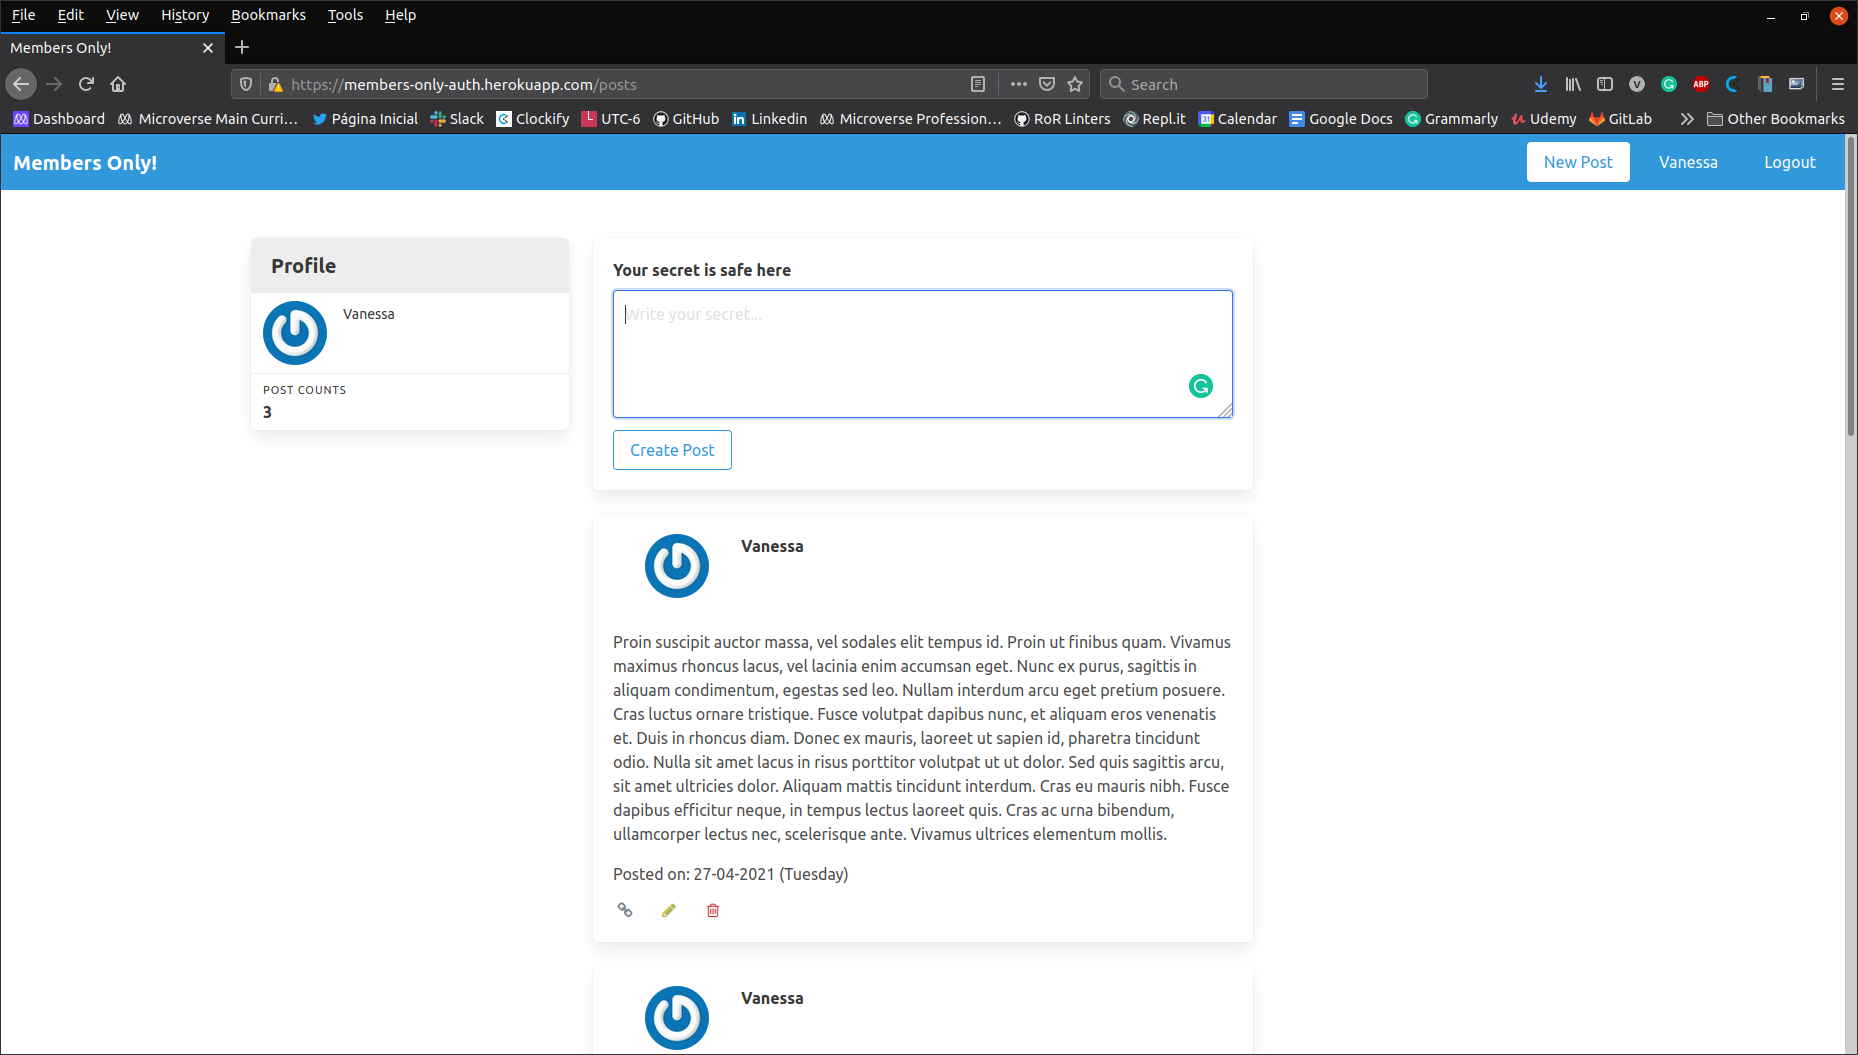 File Edit View History Bookmarks Tools Help
Members Only!
https://members-only-auth.herokuapp.com/posts
Search
V
ABP
Dashboard Microverse Main Curri... Página Inicial Slack Clockify UTC-6 GitHub Linkedin Microverse Profession... RoR Linters Repl.it 31 Calendar Google Docs Grammarly Udemy GitLab Other Bookmarks
Members Only! New Post Vanessa Logout
Profile
Vanessa
POST COUNTS
3
Your secret is safe here
Write your secret...
Create Post
Vanessa
Proin suscipit auctor massa, vel sodales elit tempus id. Proin ut finibus quam. Vivamus
maximus rhoncus lacus, vel lacinia enim accumsan eget. Nunc ex purus, sagittis in
aliquam condimentum, egestas sed leo. Nullam interdum arcu eget pretium posuere.
Cras luctus ornare tristique. Fusce volutpat dapibus nunc, et aliquam eros venenatis
et. Duis in rhoncus diam. Donec ex mauris, laoreet ut sapien id, pharetra tincidunt
odio. Nulla sit amet lacus in risus porttitor volutpat ut ut dolor. Sed quis sagittis arcu,
sit amet ultricies dolor. Aliquam mattis tincidunt interdum. Cras eu mauris nibh. Fusce
dapibus efficitur neque, in tempus lectus laoreet quis. Cras ac urna bibendum,
ullamcorper lectus nec, scelerisque ante. Vivamus ultrices elementum mollis.
Posted on: 27-04-2021 (Tuesday)
Vanessa